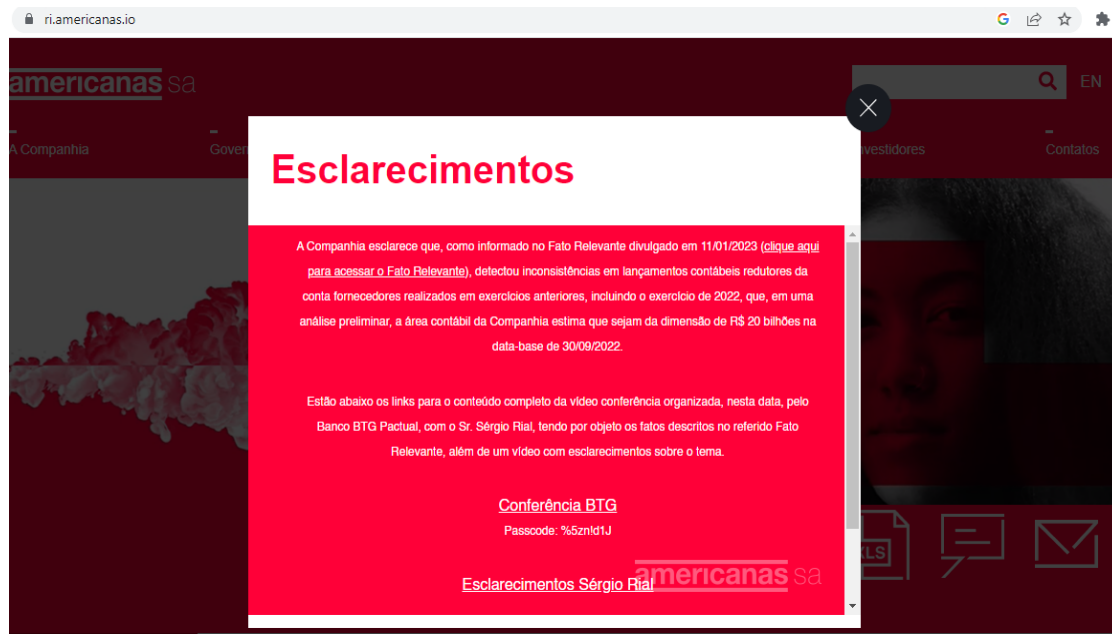 ri.americanas.io
americanas sa
EN
A Companhia
Gover
nvestidores
Contatos
Esclarecimentos
A Companhia esclarece que, como informado no Fato Relevante divulgado em 11/01/2023 (clique aqui
para acessar o Fato Relevante), detectou inconsistências em lançamentos contábeis redutores da
conta fornecedores realizados em exercícios anteriores, incluindo o exercício de 2022, que, em uma
análise preliminar, a área contábil da Companhia estima que sejam da dimensão de R$ 20 bilhões na
data-base de 30/09/2022.
Estão abaixo os links para o conteúdo completo da vídeo conferência organizada, nesta data, pelo
Banco BTG Pactual, com o Sr. Sérgio Rial, tendo por objeto os fatos descritos no referido Fato
Relevante, além de um vídeo com esclarecimentos sobre o tema.
Conferência BTG
Passcode: %5zn!d1J
americanas sa
Esclarecimentos Sérgio Rial
XLS